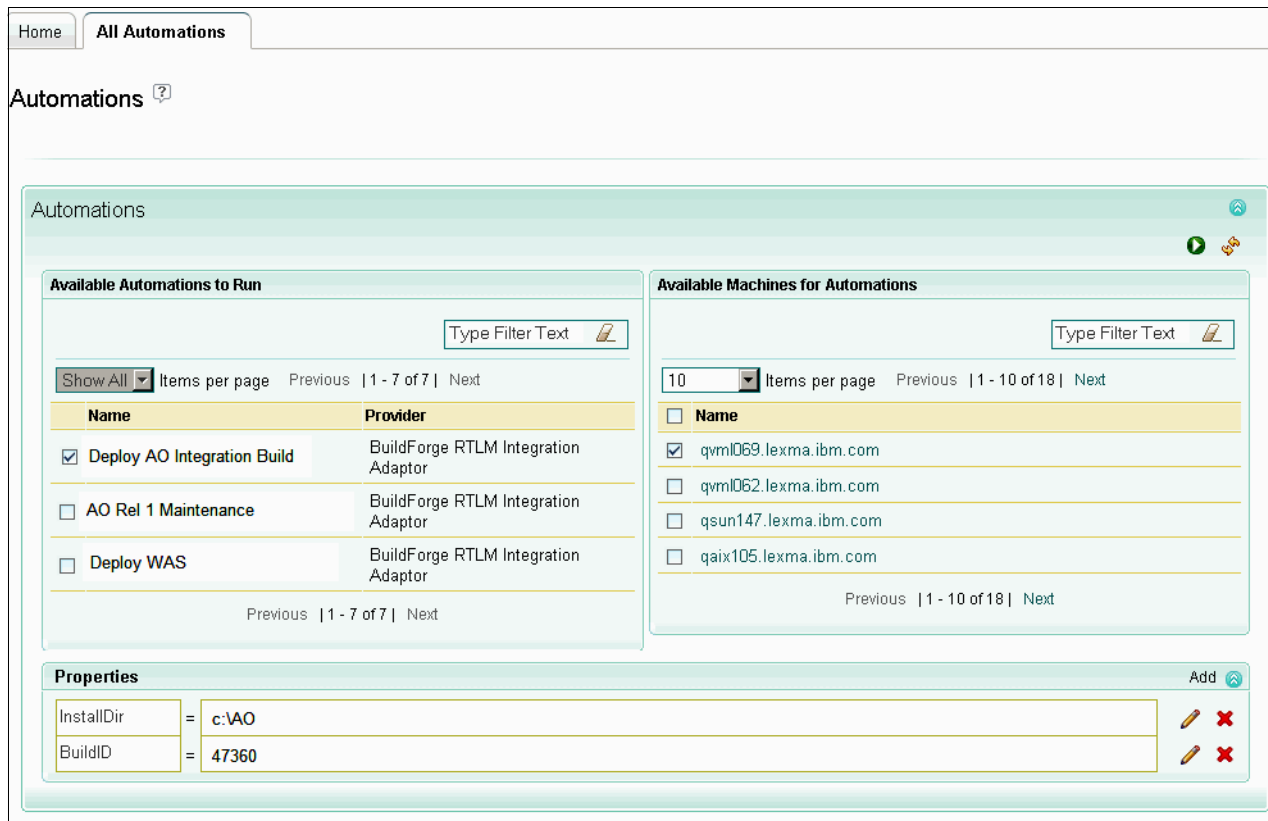 Home
All Automations
Automations ?
Automations
Available Automations to Run
Type Filter Text
Show All Items per page Previous | 1 - 7 of 7 | Next
Name Provider
Deploy AO Integration Build BuildForge RTLM Integration
Adaptor
AO Rel 1 Maintenance BuildForge RTLM Integration
Adaptor
Deploy WAS BuildForge RTLM Integration
Adaptor
Previous | 1 - 7 of 7 | Next
Available Machines for Automations
Type Filter Text
10 Items per page Previous | 1 - 10 of 18 | Next
Name
qvml069.lexma.ibm.com
qvml062.lexma.ibm.com
qsun147.lexma.ibm.com
qaix105.lexma.ibm.com
Previous | 1 - 10 of 18 | Next
Properties Add
InstallDir = c:\AO
BuildID = 47360